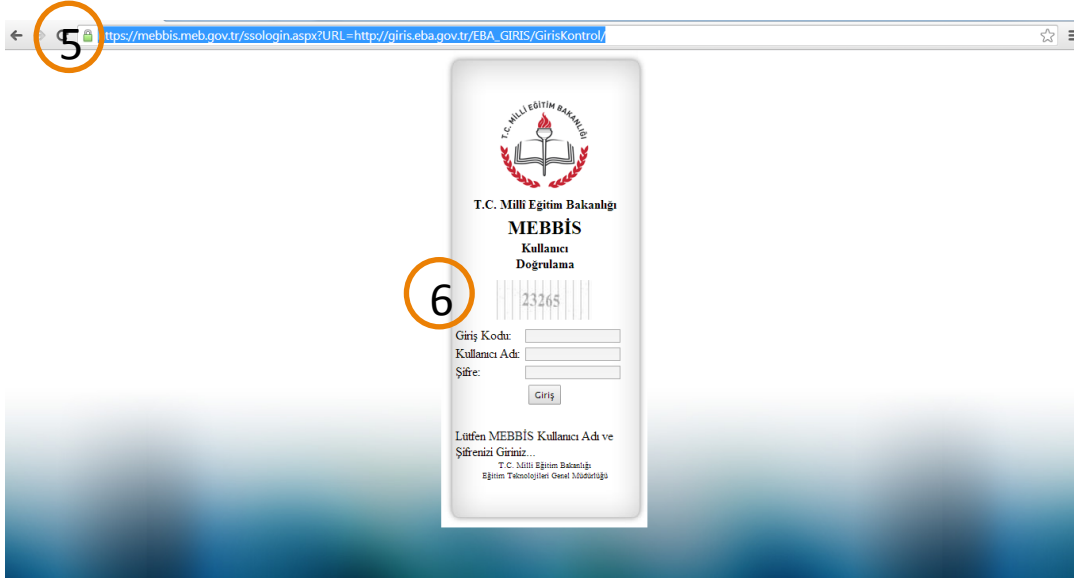 5
https://mebbis.meb.gov.tr/ssologin.aspx?URL=http://giris.eba.gov.tr/EBA_GIRIS/GirisKontrol/
T.C. MİLLİ EĞİTİM BAKANLIĞI
T.C. Millî Eğitim Bakanlığı
MEBBİS
Kullanıcı
Doğrulama
6
23265
Giriş Kodu:
Kullanıcı Adı:
Şifre:
Giriş
Lütfen MEBBİS Kullanıcı Adı ve
Şifrenizi Giriniz...
T.C. Milli Eğitim Bakanlığı
Eğitim Teknolojileri Genel Müdürlüğü